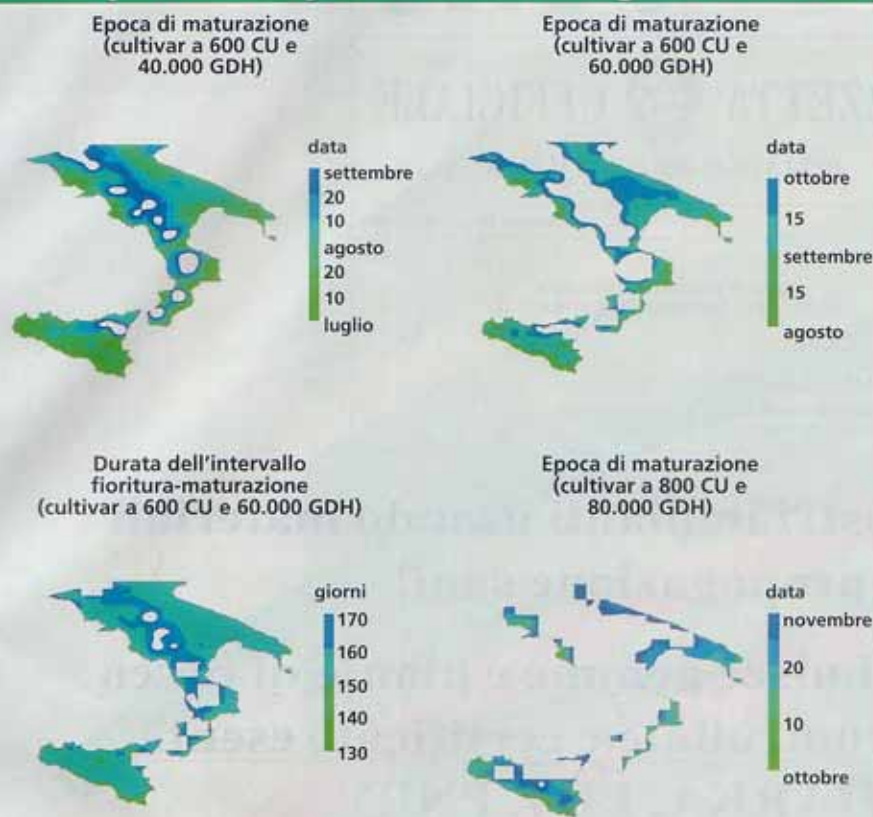 Epoca di maturazione
(cultivar a 600 CU e
40.000 GDH)
data
settembre
20
10
agosto
20
10
luglio
Epoca di maturazione
(cultivar a 600 CU e
60.000 GDH)
data
ottobre
15
settembre
15
agosto
Durata dell'intervallo
fioritura-maturazione
(cultivar a 600 CU e 60.000 GDH)
giorni
170
160
150
140
130
Epoca di maturazione
(cultivar a 800 CU e
80.000 GDH)
data
novembre
20
10
ottobre